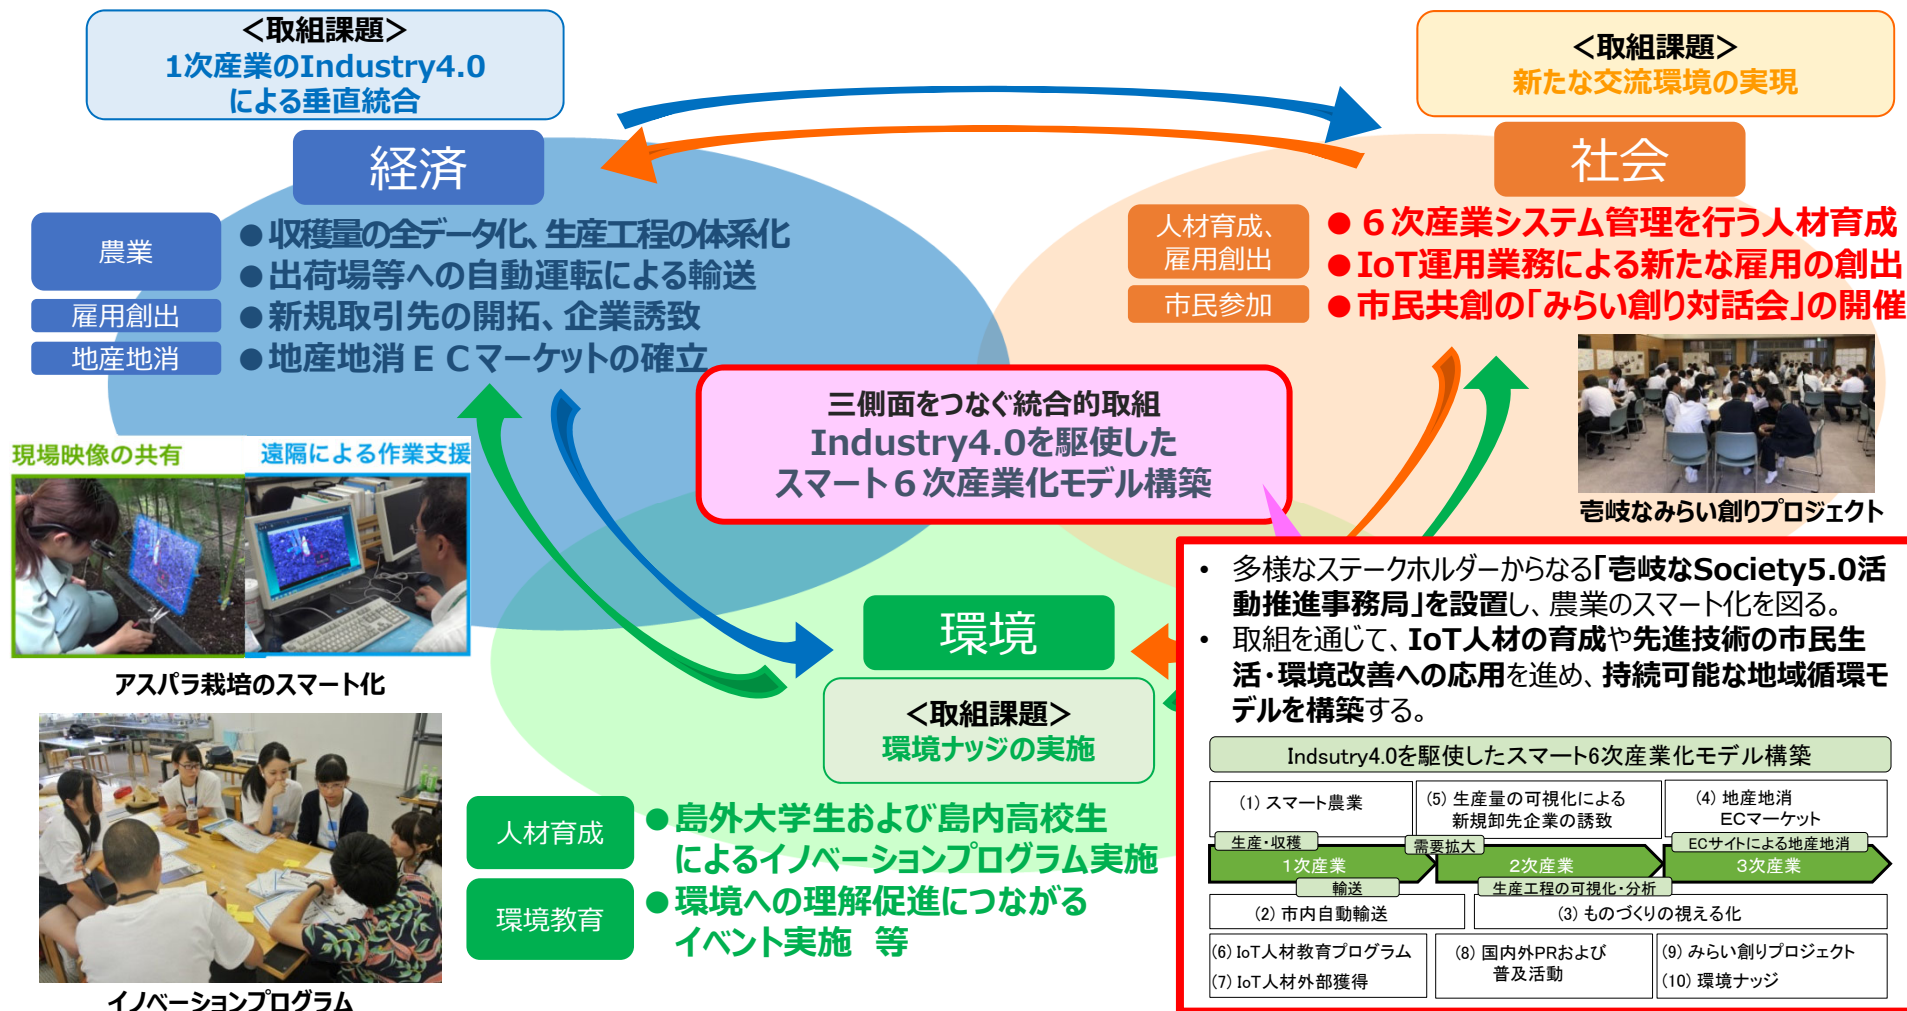 ＜取組課題＞
1次産業のIndustry4.0
による垂直統合
＜取組課題＞
新たな交流環境の実現
経済
社会
農業
●収穫量の全データ化、生産工程の体系化
●出荷場等への自動運転による輸送
雇用創出
●新規取引先の開拓、企業誘致
地産地消
●地産地消ＥＣマーケットの確立
人材育成、
雇用創出
●６次産業システム管理を行う人材育成
●IoT運用業務による新たな雇用の創出
市民参加
●市民共創の「みらい創り対話会」の開催
三側面をつなぐ統合的取組
Industry4.0を駆使した
スマート６次産業化モデル構築
現場映像の共有
遠隔による作業支援
アスパラ栽培のスマート化
壱岐なみらい創りプロジェクト
環境
＜取組課題＞
環境ナッジの実施
人材育成
●島外大学生および島内高校生
によるイノベーションプログラム実施
環境教育
●環境への理解促進につながる
イベント実施　等
イノベーションプログラム
• 多様なステークホルダーからなる「壱岐なSociety5.0活
動推進事務局」を設置し、農業のスマート化を図る。
• 取組を通じて、IoT人材の育成や先進技術の市民生
活・環境改善への応用を進め、持続可能な地域循環モ
デルを構築する。
Indsutry4.0を駆使したスマート6次産業化モデル構築
(1) スマート農業
(5) 生産量の可視化による
新規卸先企業の誘致
(4) 地産地消
ECマーケット
生産・収穫
需要拡大
ECサイトによる地産地消
1次産業
2次産業
3次産業
輸送
生産工程の可視化・分析
(2) 市内自動輸送
(3) ものづくりの視える化
(6) IoT人材教育プログラム
(7) IoT人材外部獲得
(8) 国内外PRおよび
普及活動
(9) みらい創りプロジェクト
(10) 環境ナッジ